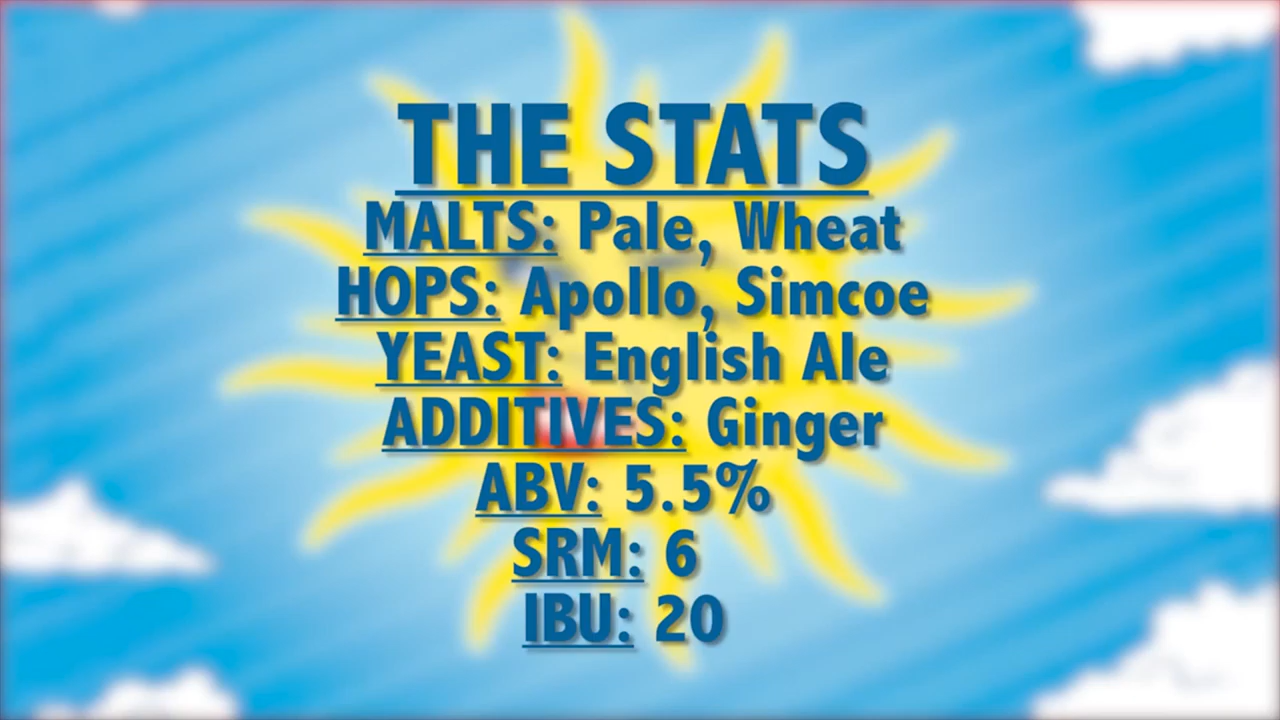 THE STATS
MALTS: Pale, Wheat
HOPS: Apollo, Simcoe
YEAST: English Ale
ADDITIVES: Ginger
ABV: 5.5%
SRM: 6
IBU: 20